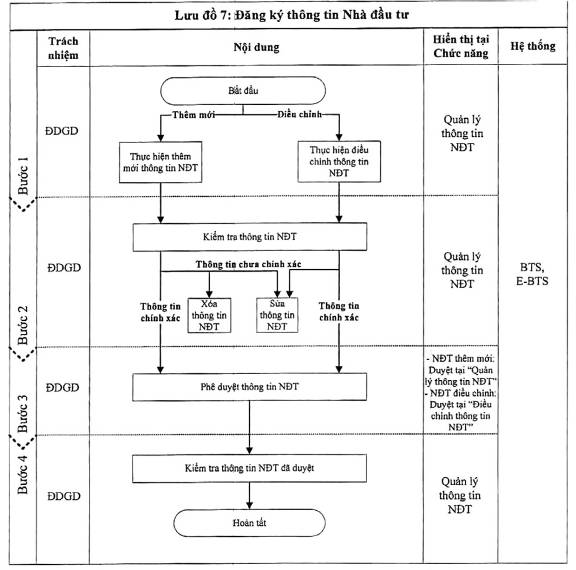 Lưu đồ 7: Đăng ký thông tin Nhà đầu tư
Trách
nhiệm
Nội dung
Hiển thị tại
Chức năng
Hệ thống
Bước 1
ĐDGD
Bắt đầu
Thêm mới
Điều chỉnh
Thực hiện thêm
mới thông tin NĐT
Thực hiện điều
chỉnh thông tin
NĐT
Quản lý
thông tin
NĐT
Bước 2
ĐDGD
Kiểm tra thông tin NĐT
Thông tin chưa chính xác
Thông tin
chính xác
Xóa
thông tin
NĐT
Sửa
thông tin
NĐT
Thông tin
chính xác
Quản lý
thông tin
NĐT
BTS,
E-BTS
Bước 3
ĐDGD
Phê duyệt thông tin NĐT
- NĐT thêm mới:
Duyệt tại “Quản
lý thông tin NĐT”
- NĐT điều chỉnh:
Duyệt tại “Điều
chỉnh thông tin
NĐT”
Bước 4
ĐDGD
Kiểm tra thông tin NĐT đã duyệt
Hoàn tất
Quản lý
thông tin
NĐT